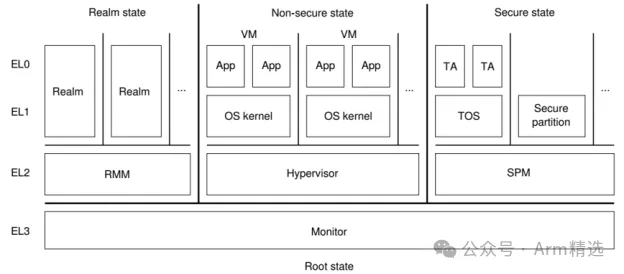 Realm state
Non-secure state
Secure state
VM
VM
EL0
App
App
App
App
TA
TA
Realm
Realm
...
...
...
EL1
OS kernel
OS kernel
TOS
Secure
partition
EL2
RMM
Hypervisor
SPM
EL3
Monitor
公众号 · Arm精选
Root state